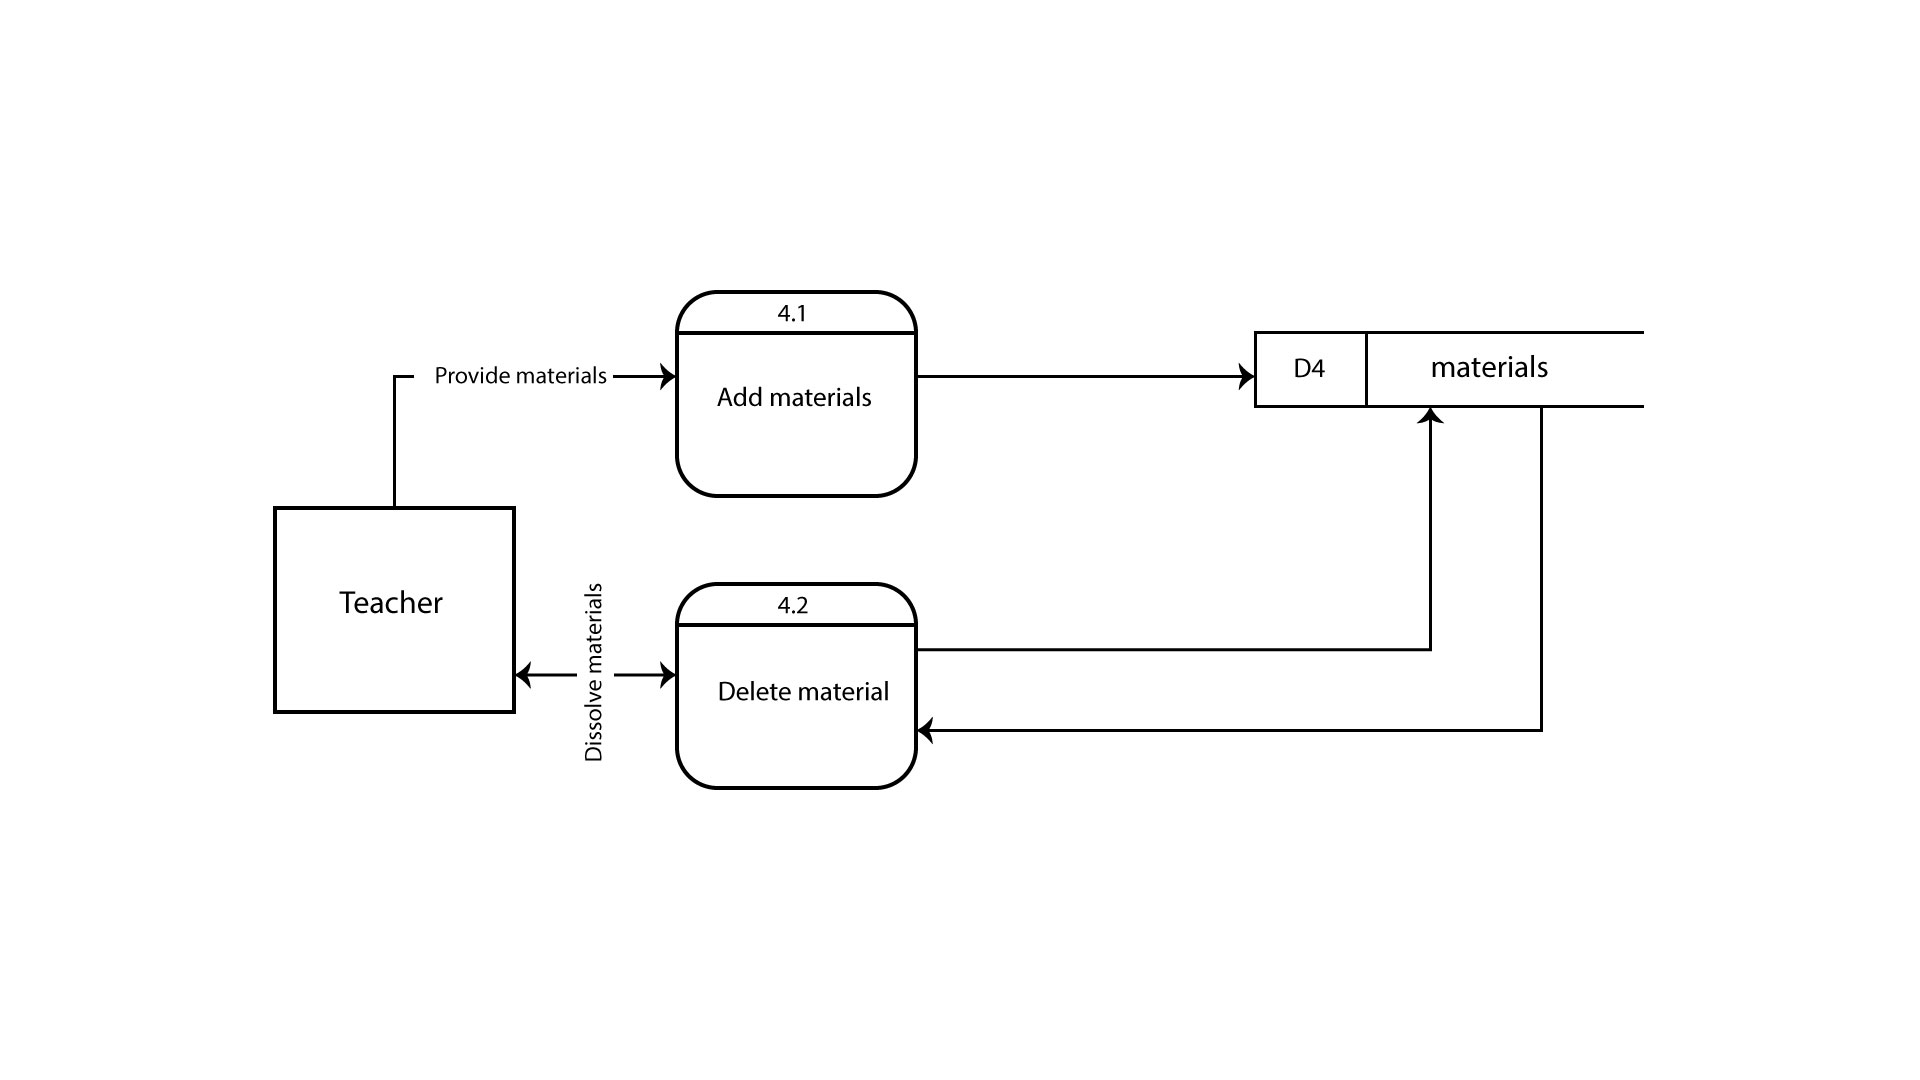 4.1
Provide materials
Add materials
D4
materials
Teacher
Dissolve materials
4.2
Delete material